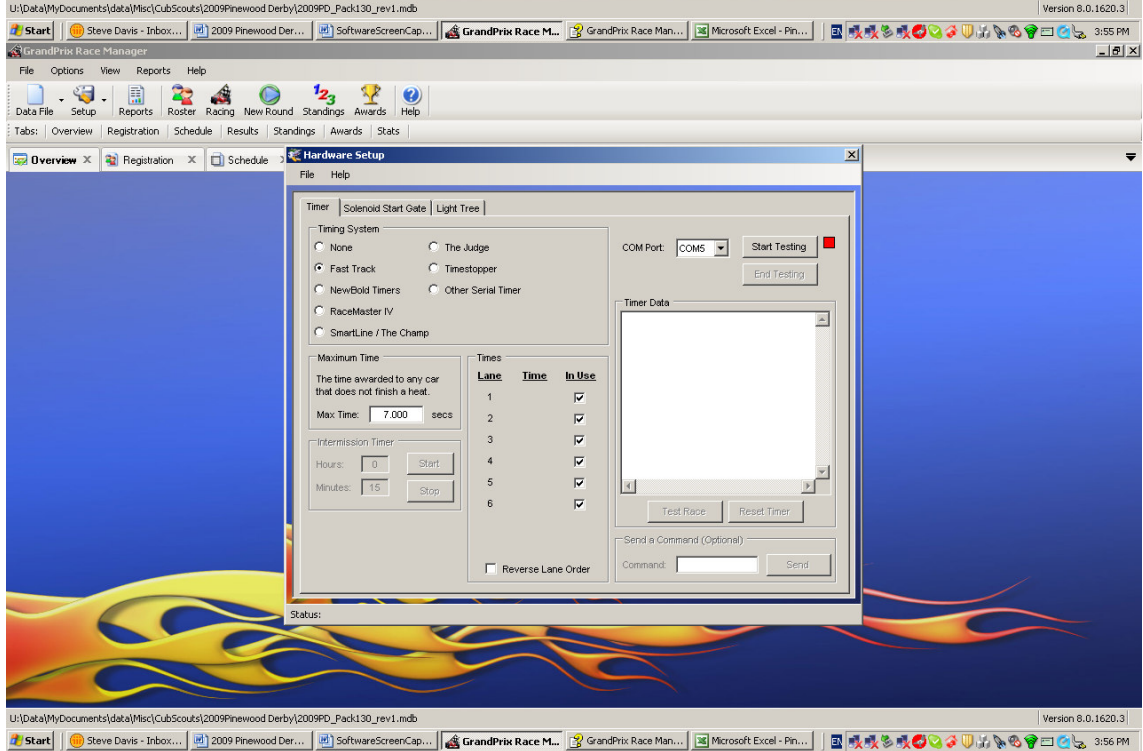 U:\Data\MyDocuments\data\Misc\CubScouts\2009Pinewood Derby\2009PD_Pack130_rev1.mdb Version 8.0.1620.3
Start Steve Davis - Inbox... 2009 Pinewood Der... SoftwareScreenCap... GrandPrix Race M... GrandPrix Race Man... Microsoft Excel - Pin... EN 3:55 PM
GrandPrix Race Manager
File Options View Reports Help
Data File Setup Reports Roster Racing New Round Standings Awards Help
Tabs: Overview Registration Schedule Results Standings Awards Stats
Overview X Registration X Schedule
Hardware Setup
File Help
Timer Solenoid Start Gate Light Tree
Timing System
None The Judge
Fast Track Timestopper
NewBold Timers Other Serial Timer
RaceMaster IV
SmartLine / The Champ
COM Port: COM5 Start Testing
End Testing
Timer Data
Maximum Time
The time awarded to any car
that does not finish a heat.
Max Time: 7.000 secs
Intermission Timer
Hours: 0 Start
Minutes: 15 Stop
Times
Lane Time In Use
1
2
3
4
5
6
Reverse Lane Order
Test Race Reset Timer
Send a Command (Optional)
Command: Send
Status:
U:\Data\MyDocuments\data\Misc\CubScouts\2009Pinewood Derby\2009PD_Pack130_rev1.mdb Version 8.0.1620.3
Start Steve Davis - Inbox... 2009 Pinewood Der... SoftwareScreenCap... GrandPrix Race M... GrandPrix Race Man... Microsoft Excel - Pin... EN 3:56 PM